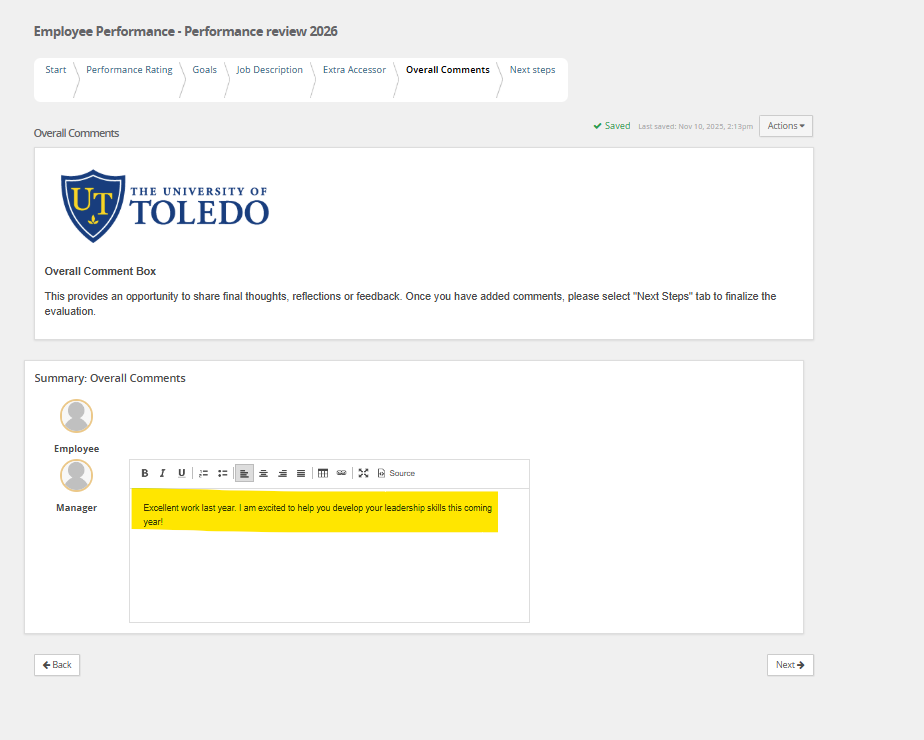 Employee Performance - Performance review 2026
Start Performance Rating Goals Job Description Extra Accessor Overall Comments Next steps
Saved Last saved: Nov 10, 2025, 2:13pm Actions
Overall Comments
UT
THE UNIVERSITY OF
TOLEDO
Overall Comment Box
This provides an opportunity to share final thoughts, reflections or feedback. Once you have added comments, please select "Next Steps" tab to finalize the
evaluation.
Summary: Overall Comments
Employee
B I U Source
Manager
Excellent work last year. I am excited to help you develop your leadership skills this coming
year!
Back Next